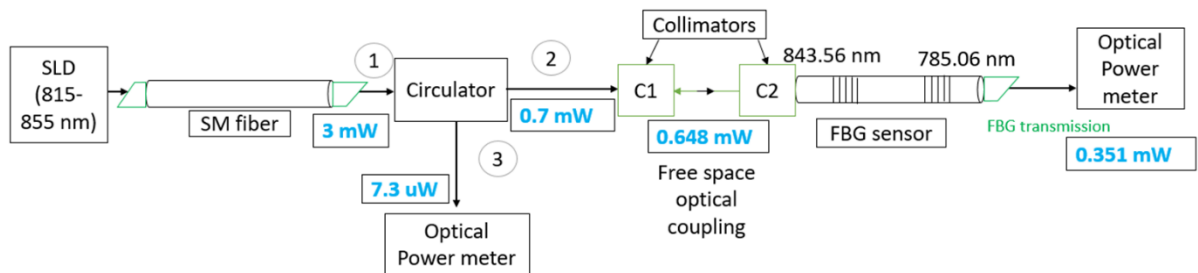 SLD
(815-
855 nm)
SM fiber
3 mW
1
Circulator
2
0.7 mW
3
7.3 uW
Optical
Power meter
Collimators
C1
C2
0.648 mW
Free space
optical
coupling
843.56 nm
785.06 nm
FBG sensor
FBG transmission
Optical
Power
meter
0.351 mW